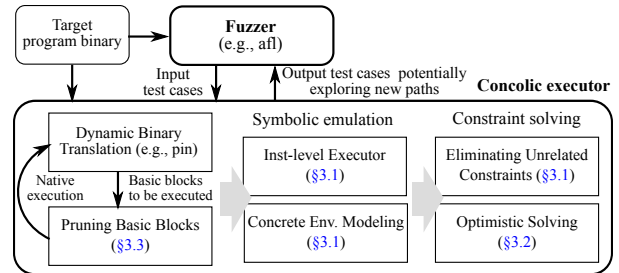 Target
program binary
Fuzzer
(e.g., afl)
Input
test cases
Output test cases potentially
exploring new paths
Concolic executor
Dynamic Binary
Translation (e.g., pin)
Native
execution
Basic blocks
to be executed
Pruning Basic Blocks
(§3.3)
Symbolic emulation
Inst-level Executor
(§3.1)
Concrete Env. Modeling
(§3.1)
Constraint solving
Eliminating Unrelated
Constraints (§3.1)
Optimistic Solving
(§3.2)